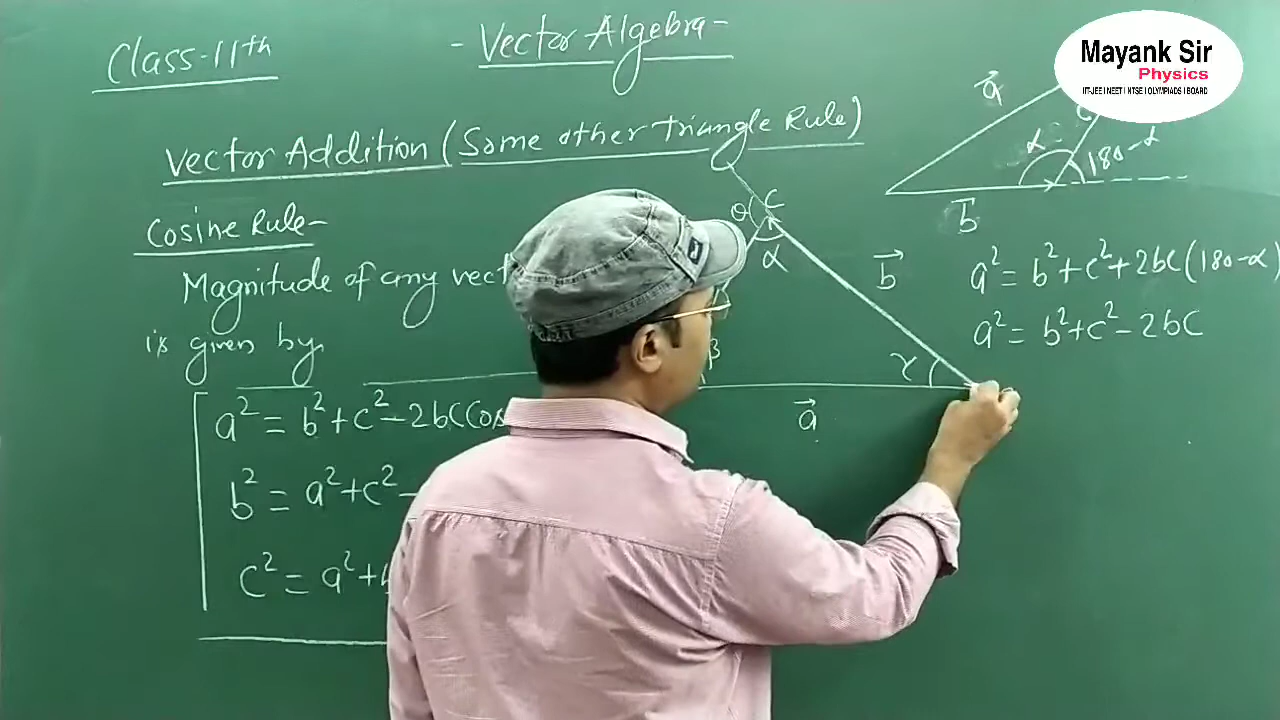 Class-11th
- Vector Algebra -
Mayank Sir
Physics
IIT-JEE I NEET I NTSE I OLYMPIADS I BOARD
Vector Addition (Some other Triangle Rule)
Cosine Rule-
Magnitude of any vect
is given by
a² = b² + c² - 2bc Cos
b² = a² + c² -
c² = a² +
θ C
α
β
γ
b⃗
a⃗
a⃗
α
180-α
b⃗
a² = b² + c² + 2bc (180-α)
a² = b² + c² - 2bc